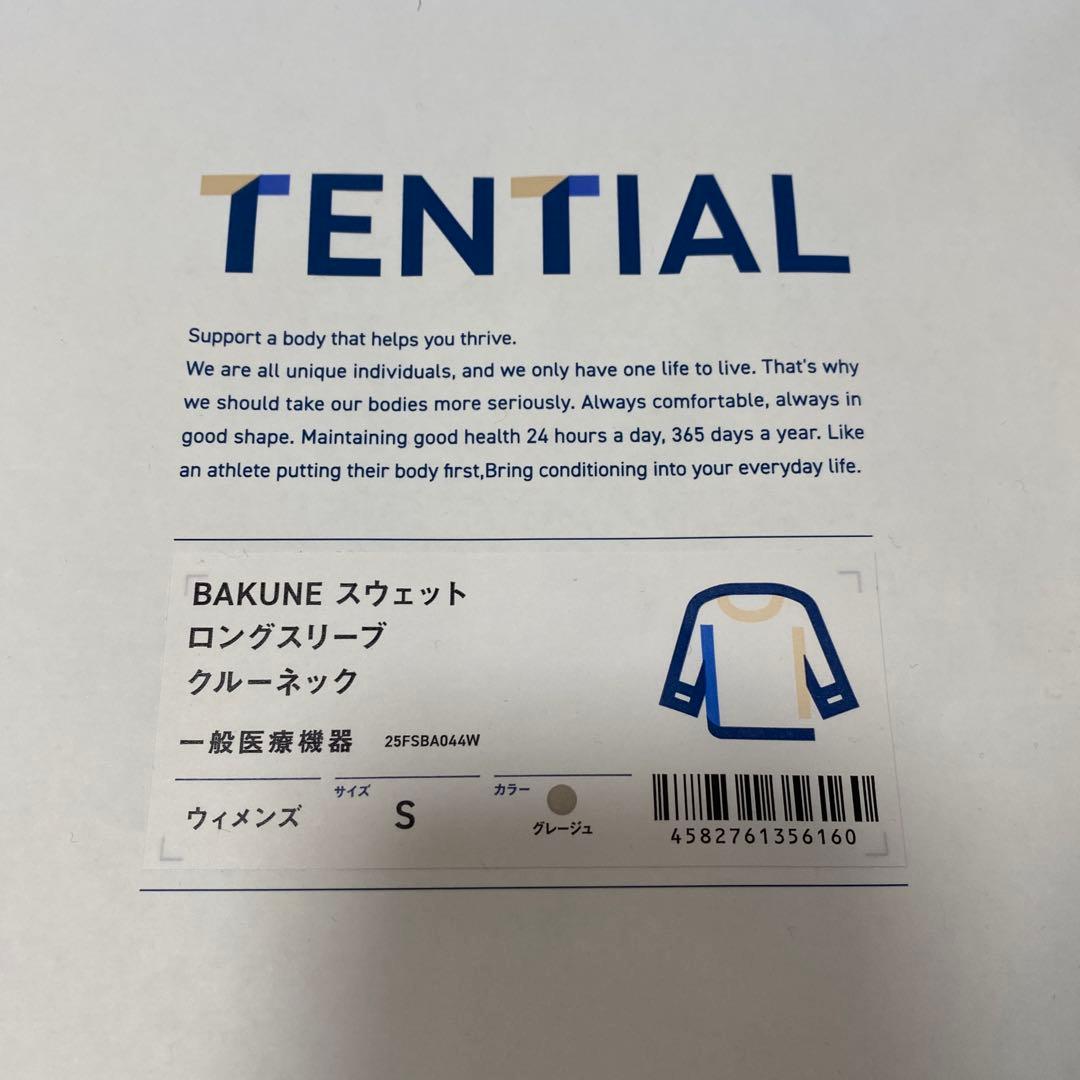 TENTIAL
Support a body that helps you thrive.
We are all unique individuals, and we only have one life to live. That's why
we should take our bodies more seriously. Always comfortable, always in
good shape. Maintaining good health 24 hours a day, 365 days a year. Like
an athlete putting their body first,Bring conditioning into your everyday life.
BAKUNE スウェット
ロングスリーブ
クルーネック
一般医療機器 25FSBA044W
ウィメンズ
サイズ
S
カラー
グレージュ
4582761356160